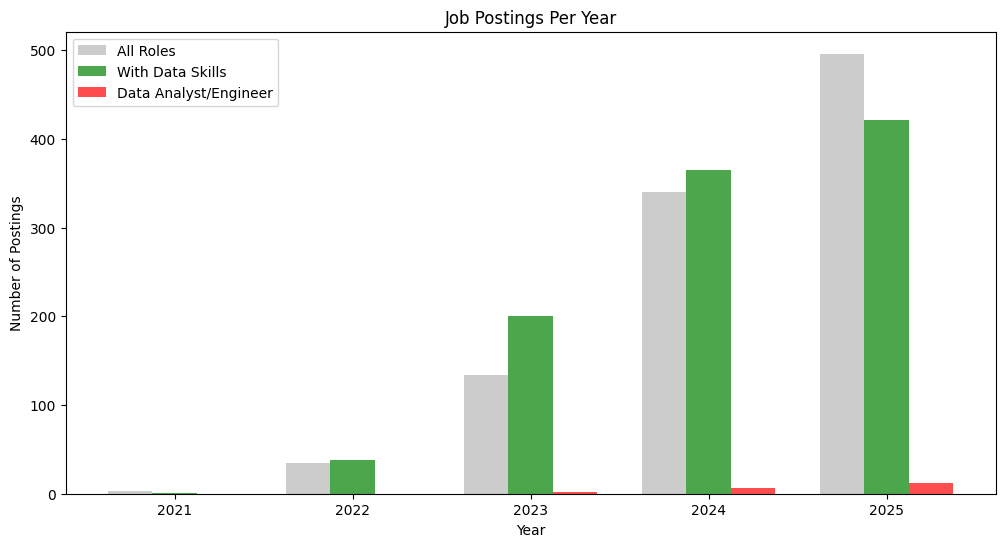 Job Postings Per Year
All Roles
With Data Skills
Data Analyst/Engineer
Number of Postings
500
400
300
200
100
0
2021 2022 2023 2024 2025
Year